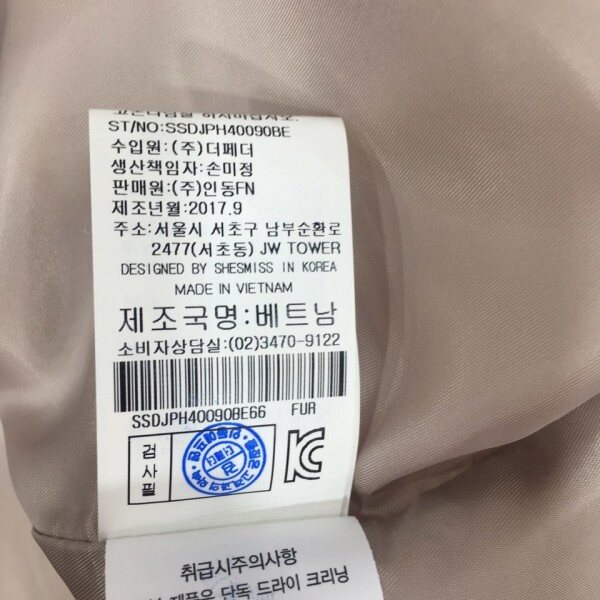 ST/NO:SSDJPH40090BE
수입원:(주)더페더
생산책임자:손미정
판매원:(주)인동FN
제조년월:2017.9
주소:서울시 서초구 남부순환로
2477(서초동) JW TOWER
DESIGNED BY SHESMISS IN KOREA
MADE IN VIETNAM
제조국명:베트남
소비자상담실:(02)3470-9122
SSDJPH40090BE66 FUR
검사필
취급시주의사항
제품은 단독 드라이 크리닝